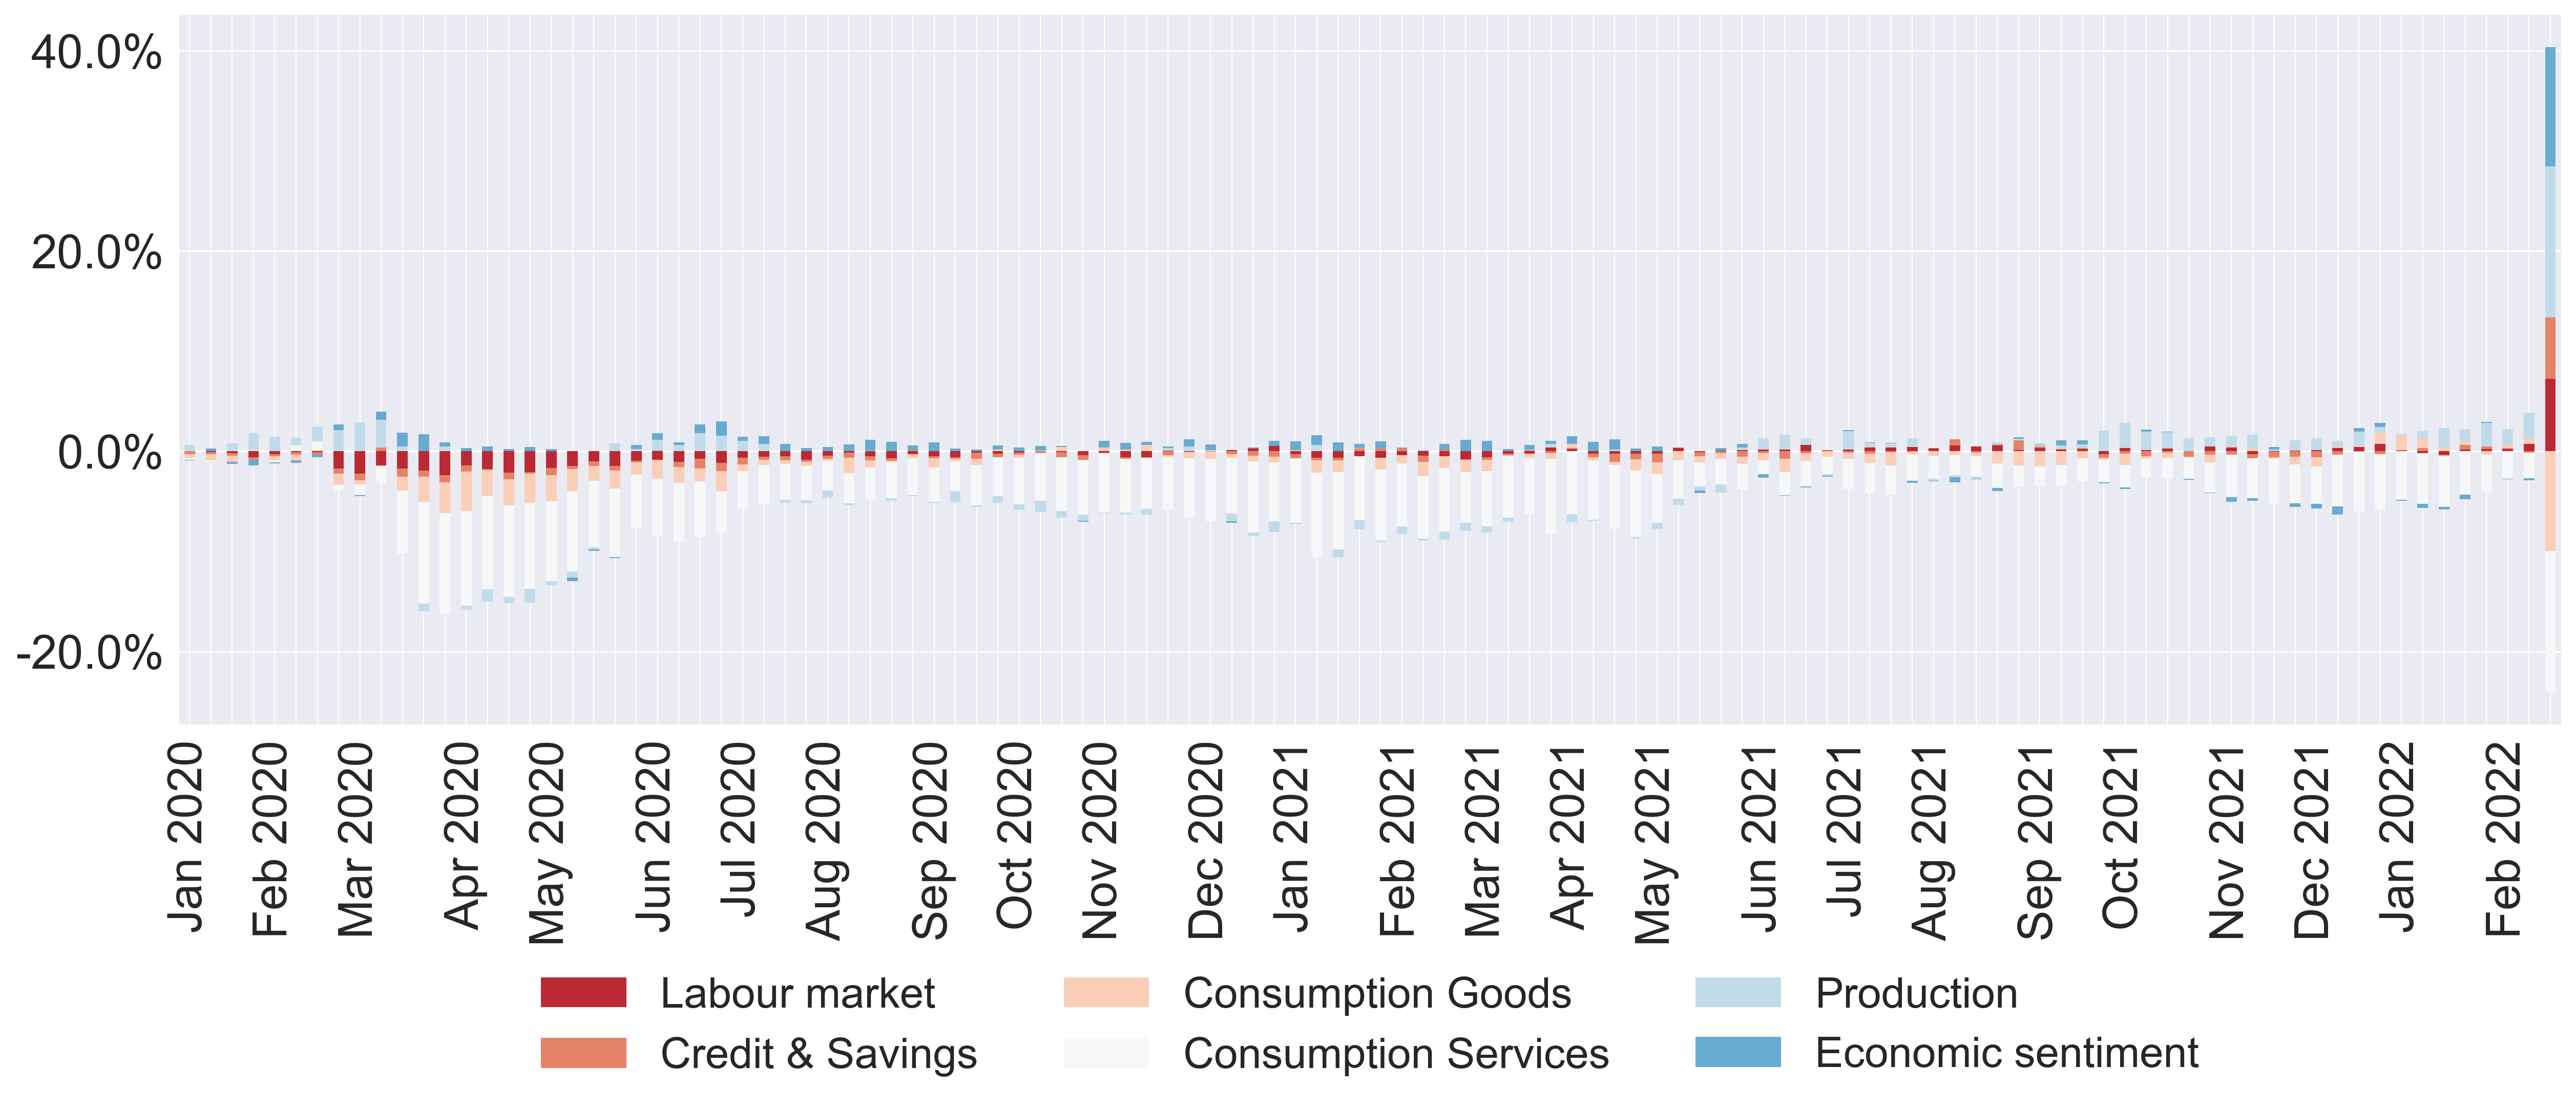 40.0%
20.0%
0.0%
-20.0%
Jan 2020
Feb 2020
Mar 2020
Apr 2020
May 2020
Jun 2020
Jul 2020
Aug 2020
Sep 2020
Oct 2020
Nov 2020
Dec 2020
Jan 2021
Feb 2021
Mar 2021
Apr 2021
May 2021
Jun 2021
Jul 2021
Aug 2021
Sep 2021
Oct 2021
Nov 2021
Dec 2021
Jan 2022
Feb 2022
Labour market
Credit & Savings
Consumption Goods
Consumption Services
Production
Economic sentiment